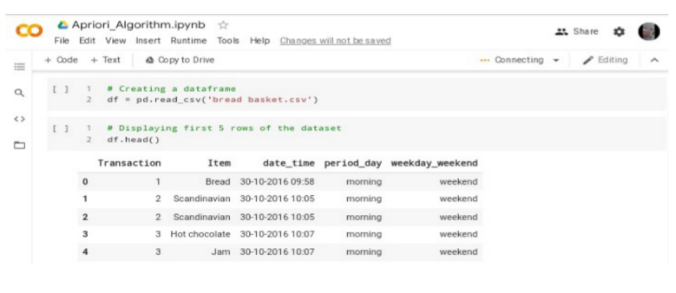 Apriori_Algorithm.ipynb
Share
File Edit View Insert Runtime Tools Help Changes will not be saved
+ Code + Text Copy to Drive Connecting Editing
[ ] 1 # Creating a dataframe
2 df = pd.read_csv('bread basket.csv')
[ ] 1 # Displaying first 5 rows of the dataset
2 df.head()
Transaction Item date_time period_day weekday_weekend
0 1 Bread 30-10-2016 09:58 morning weekend
1 2 Scandinavian 30-10-2016 10:05 morning weekend
2 2 Scandinavian 30-10-2016 10:05 morning weekend
3 3 Hot chocolate 30-10-2016 10:07 morning weekend
4 3 Jam 30-10-2016 10:07 morning weekend